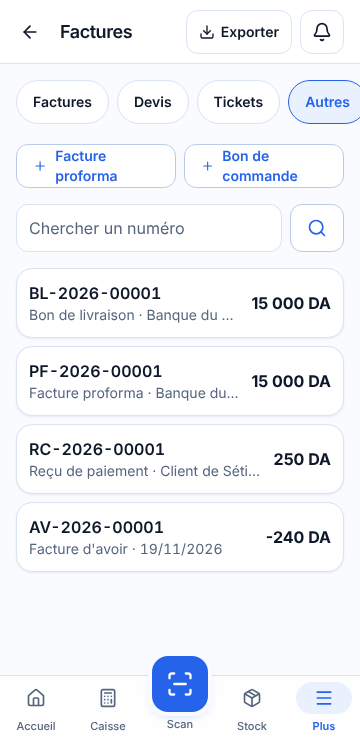 Factures
Exporter
Factures
Devis
Tickets
Autres
Facture
proforma
Bon de
commande
Chercher un numéro
BL-2026-00001
Bon de livraison · Banque du ...
15 000 DA
PF-2026-00001
Facture proforma · Banque du...
15 000 DA
RC-2026-00001
Reçu de paiement · Client de Séti...
250 DA
AV-2026-00001
Facture d'avoir · 19/11/2026
-240 DA
Accueil
Caisse
Scan
Stock
Plus